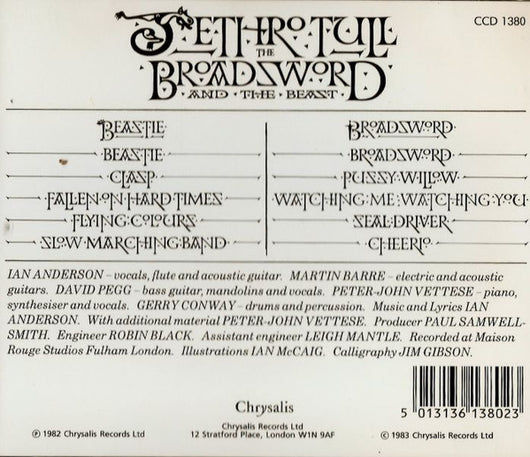 JETHRO TULL
CCD 1380
THE
BROADSWORD
AND · THE · BEAST
BEASTIE
BEASTIE
CLASP
FALLEN·ON·HARD·TIMES
FLYING·COLOURS
SLOW·MARCHING·BAND
BROADSWORD
BROADSWORD
PUSSY·WILLOW
WATCHING·ME·WATCHING·YOU
SEAL·DRIVER
CHEERIO
IAN ANDERSON – vocals, flute and acoustic guitar. MARTIN BARRE – electric and acoustic
guitars. DAVID PEGG – bass guitar, mandolins and vocals. PETER-JOHN VETTESE – piano,
synthesiser and vocals. GERRY CONWAY – drums and percussion. Music and Lyrics IAN
ANDERSON. With additional material PETER-JOHN VETTESE. Producer PAUL SAMWELL-
SMITH. Engineer ROBIN BLACK. Assistant engineer LEIGH MANTLE. Recorded at Maison
Rouge Studios Fulham London. Illustrations IAN McCAIG. Calligraphy JIM GIBSON.
Chrysalis
℗ 1982 Chrysalis Records Ltd
Chrysalis Records Ltd
12 Stratford Place, London W1N 9AF
© 1983 Chrysalis Records Ltd
5 013136 138023